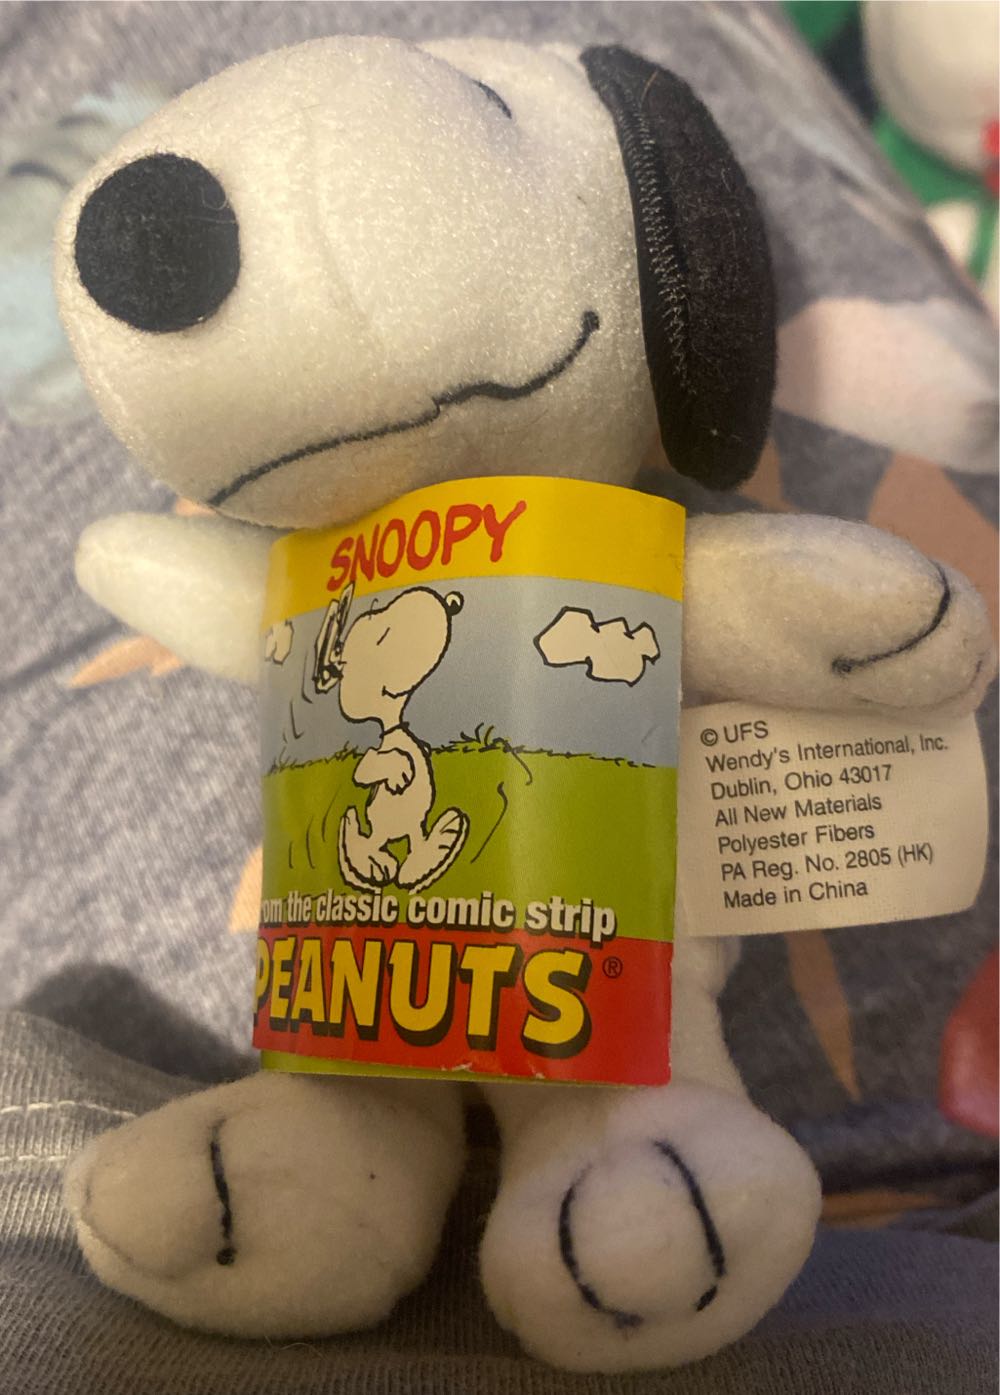 SNOOPY
from the classic comic strip
PEANUTS®
© UFS
Wendy's International, Inc.
Dublin, Ohio 43017
All New Materials
Polyester Fibers
PA Reg. No. 2805 (HK)
Made in China